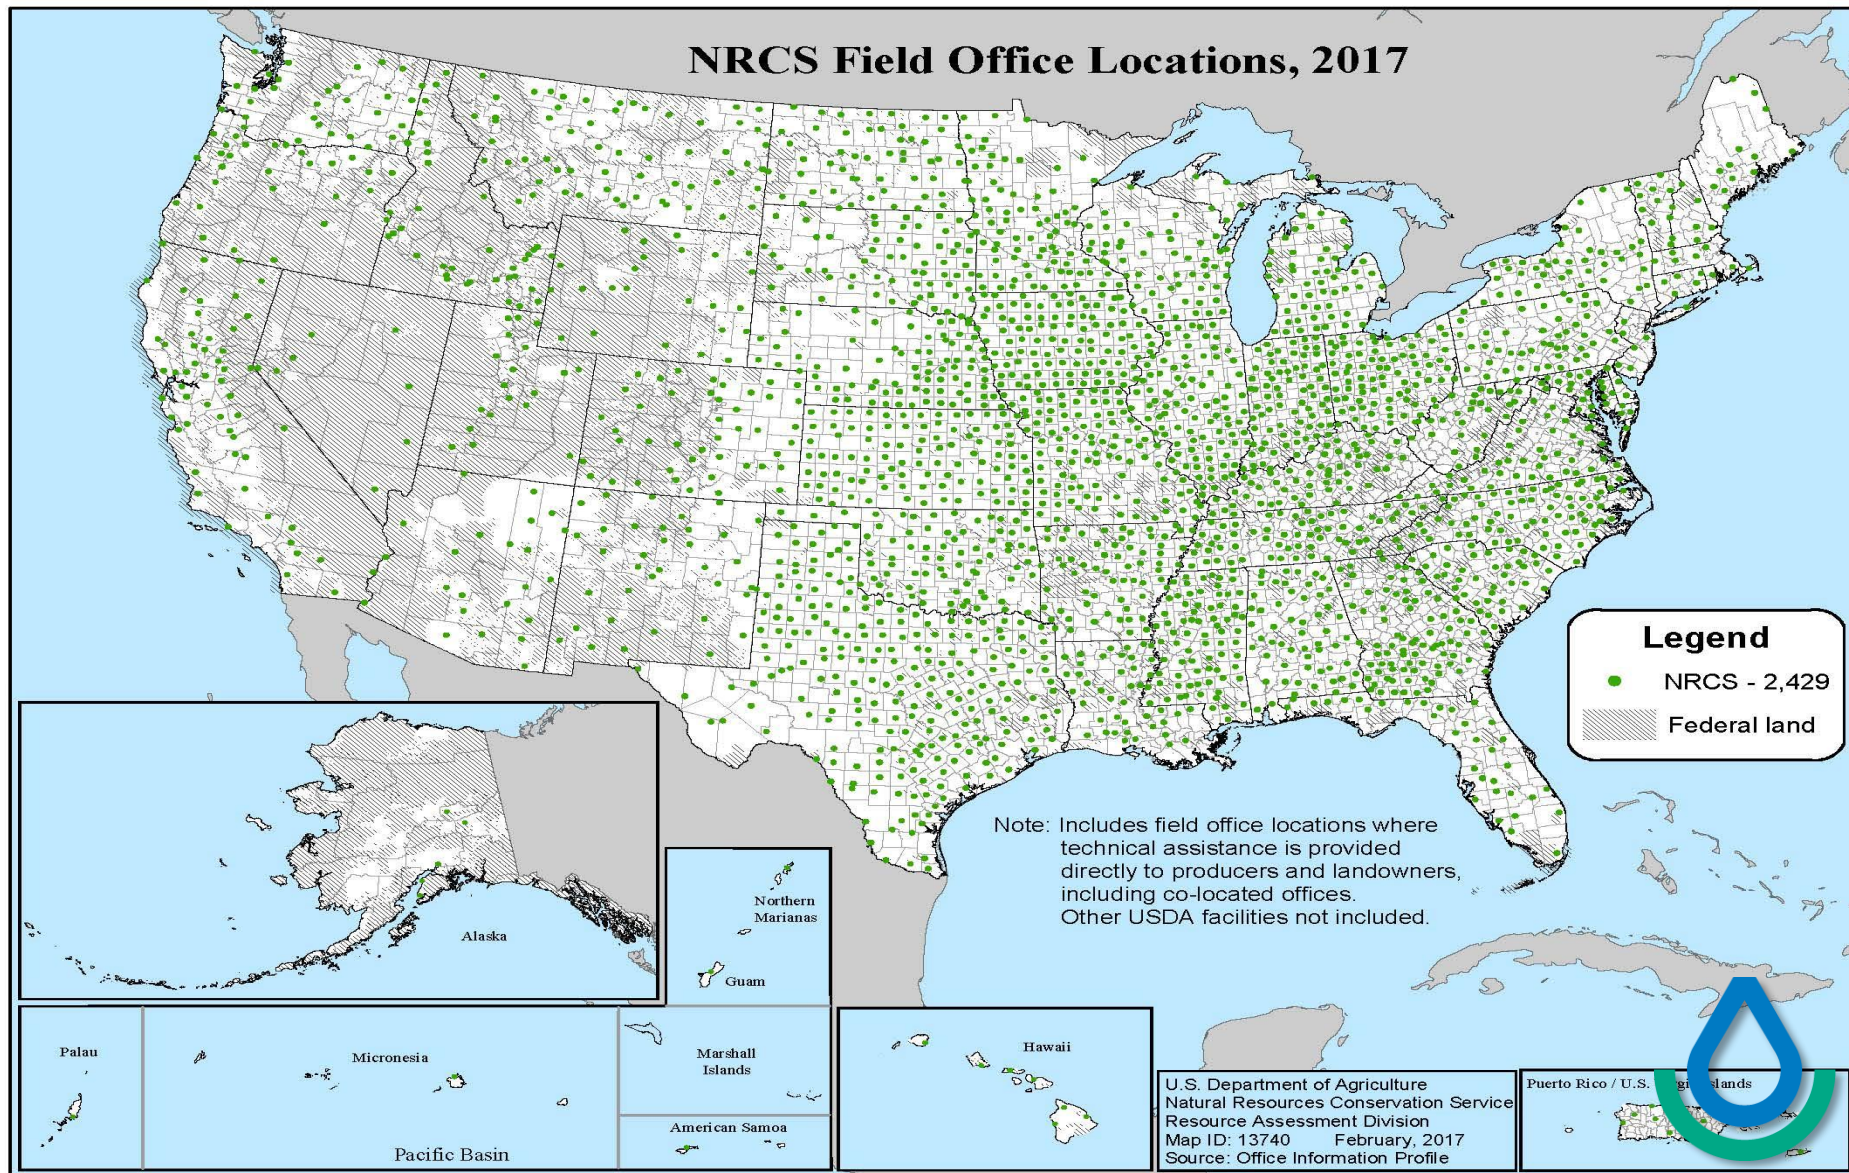 NRCS Field Office Locations, 2017
Legend
NRCS - 2,429
Federal land
Note: Includes field office locations where
technical assistance is provided
directly to producers and landowners,
including co-located offices.
Other USDA facilities not included.
Alaska
Northern
Marianas
Guam
Palau
Micronesia
Marshall
Islands
American Samoa
Pacific Basin
Hawaii
U.S. Department of Agriculture
Natural Resources Conservation Service
Resource Assessment Division
Map ID: 13740 February, 2017
Source: Office Information Profile
Puerto Rico / U.S. Islands